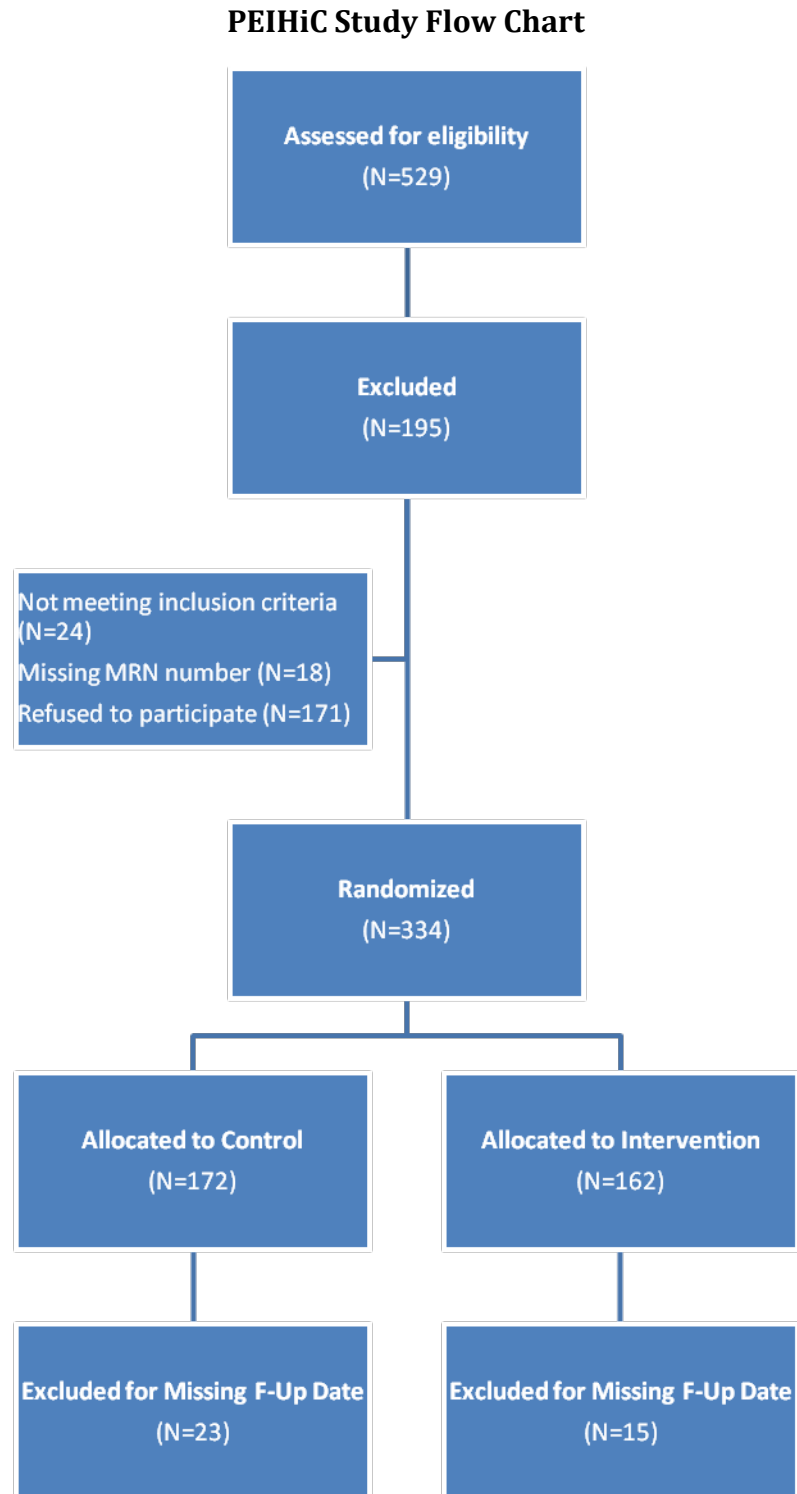 PEIHiC Study Flow Chart
Assessed for eligibility
(N=529)
Excluded
(N=195)
Not meeting inclusion criteria
(N=24)
Missing MRN number (N=18)
Refused to participate (N=171)
Randomized
(N=334)
Allocated to Control
(N=172)
Allocated to Intervention
(N=162)
Excluded for Missing F-Up Date
(N=23)
Excluded for Missing F-Up Date
(N=15)